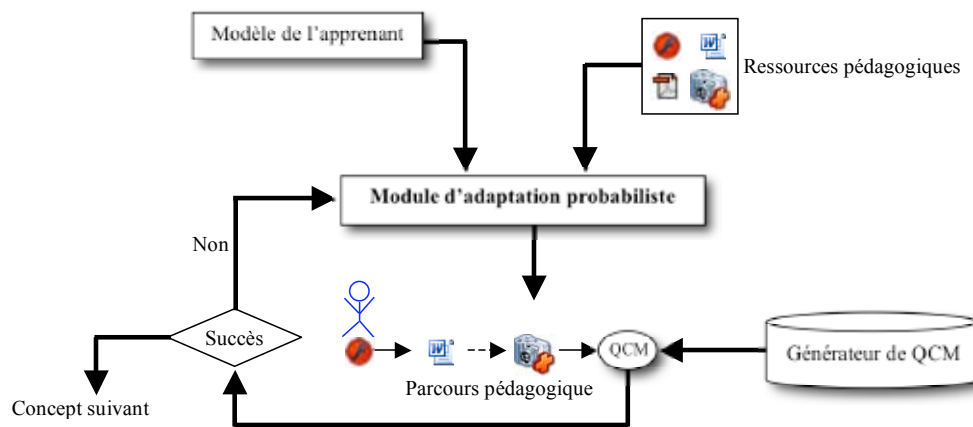 Modèle de l'apprenant
Ressources pédagogiques
Module d'adaptation probabiliste
Non
Succès
QCM
Générateur de QCM
Parcours pédagogique
Concept suivant